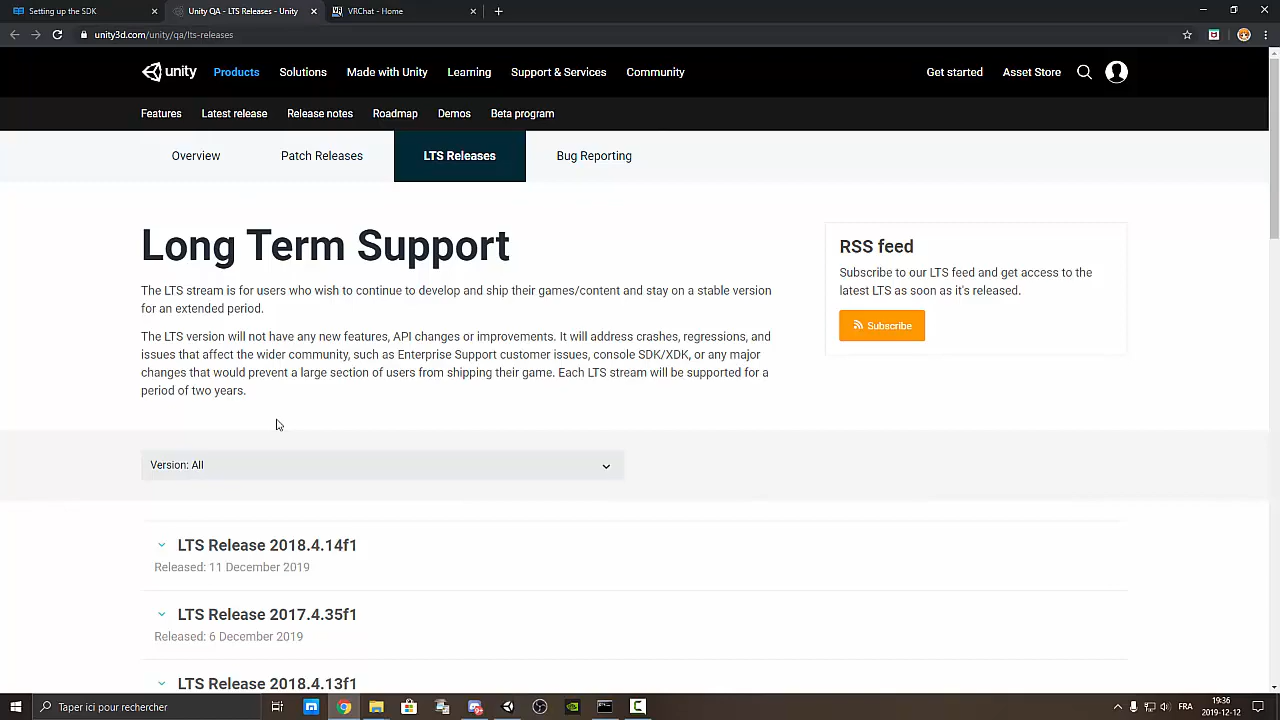 Setting up the SDK
Unity QA - LTS Releases - Unity
VRChat - Home
unity3d.com/unity/qa/lts-releases
unity
Products
Solutions
Made with Unity
Learning
Support & Services
Community
Get started
Asset Store
Features
Latest release
Release notes
Roadmap
Demos
Beta program
Overview
Patch Releases
LTS Releases
Bug Reporting
Long Term Support
The LTS stream is for users who wish to continue to develop and ship their games/content and stay on a stable version
for an extended period.
The LTS version will not have any new features, API changes or improvements. It will address crashes, regressions, and
issues that affect the wider community, such as Enterprise Support customer issues, console SDK/XDK, or any major
changes that would prevent a large section of users from shipping their game. Each LTS stream will be supported for a
period of two years.
RSS feed
Subscribe to our LTS feed and get access to the
latest LTS as soon as it's released.
Subscribe
Version: All
LTS Release 2018.4.14f1
Released: 11 December 2019
LTS Release 2017.4.35f1
Released: 6 December 2019
LTS Release 2018.4.13f1
Taper ici pour rechercher
FRA
19:36
2019-12-12